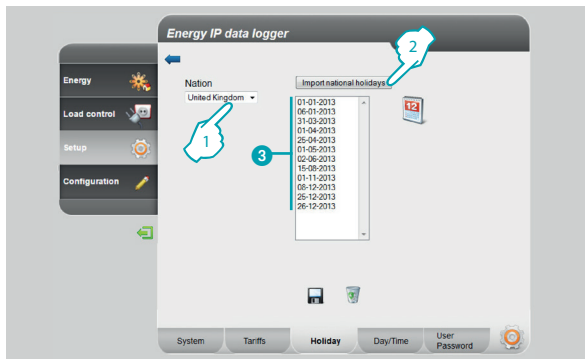 Energy IP data logger
2
Energy
Load control
Setup
Configuration
Nation
United Kingdom
1
Import national holidays
12
3
01-01-2013
06-01-2013
31-03-2013
01-04-2013
25-04-2013
01-05-2013
02-06-2013
15-08-2013
01-11-2013
08-12-2013
25-12-2013
26-12-2013
System
Tariffs
Holiday
Day/Time
User
Password